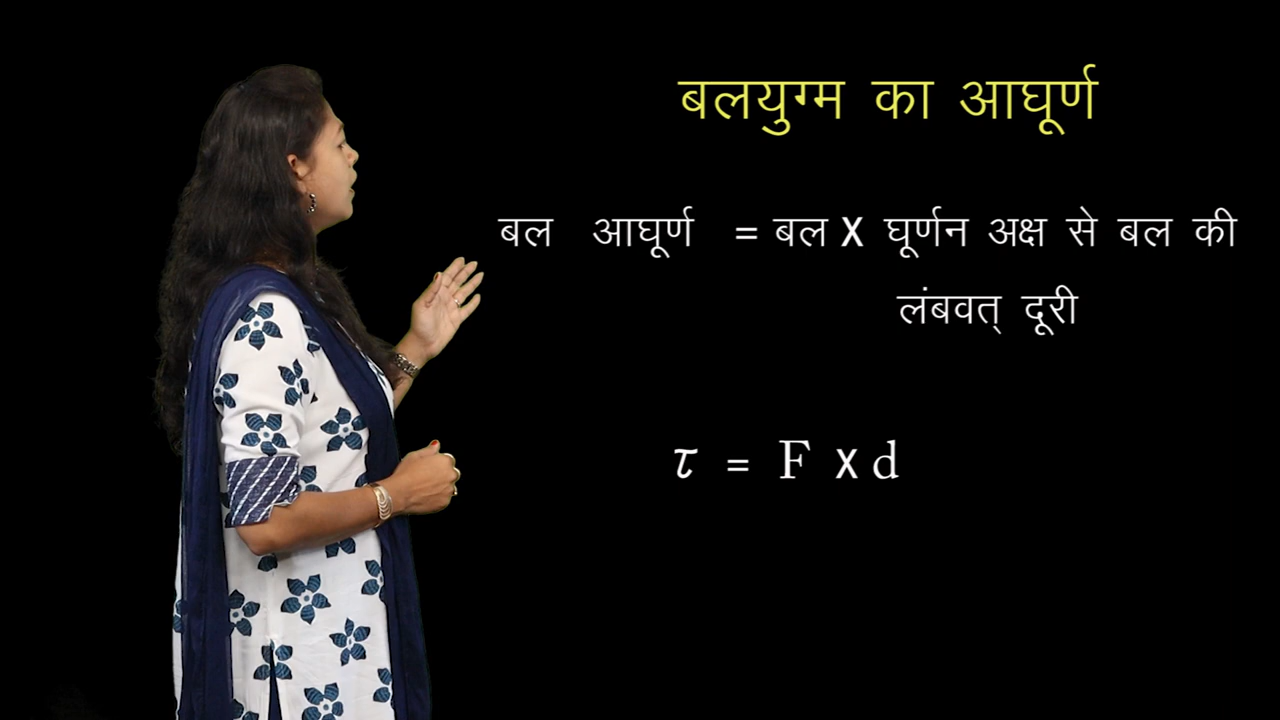 बलयुग्म का आघूर्ण
बल आघूर्ण = बल X घूर्णन अक्ष से बल की
लंबवत् दूरी
τ = F X d